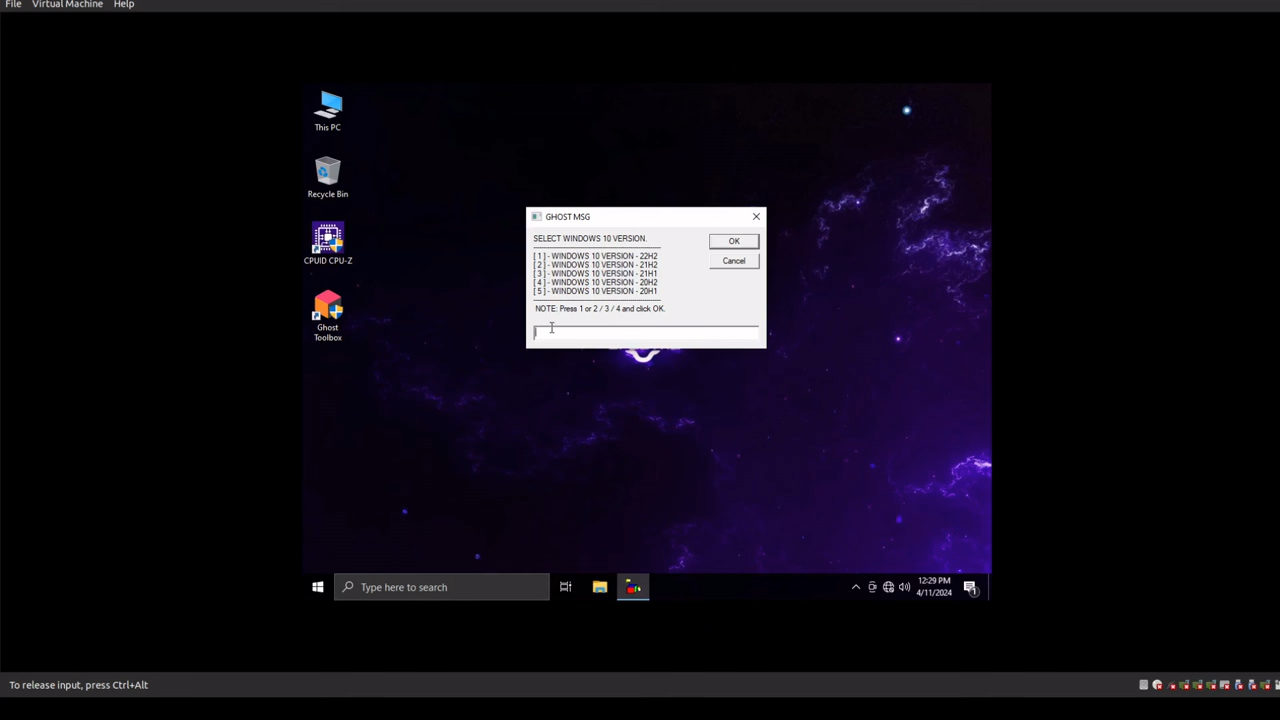 File Virtual Machine Help
This PC
Recycle Bin
CPUID CPU-Z
Ghost
Toolbox
GHOST MSG
SELECT WINDOWS 10 VERSION.
[ 1 ] - WINDOWS 10 VERSION - 22H2
[ 2 ] - WINDOWS 10 VERSION - 21H2
[ 3 ] - WINDOWS 10 VERSION - 21H1
[ 4 ] - WINDOWS 10 VERSION - 20H2
[ 5 ] - WINDOWS 10 VERSION - 20H1
NOTE: Press 1 or 2 / 3 / 4 and click OK.
OK
Cancel
Type here to search
12:29 PM
4/11/2024
1
To release input, press Ctrl+Alt